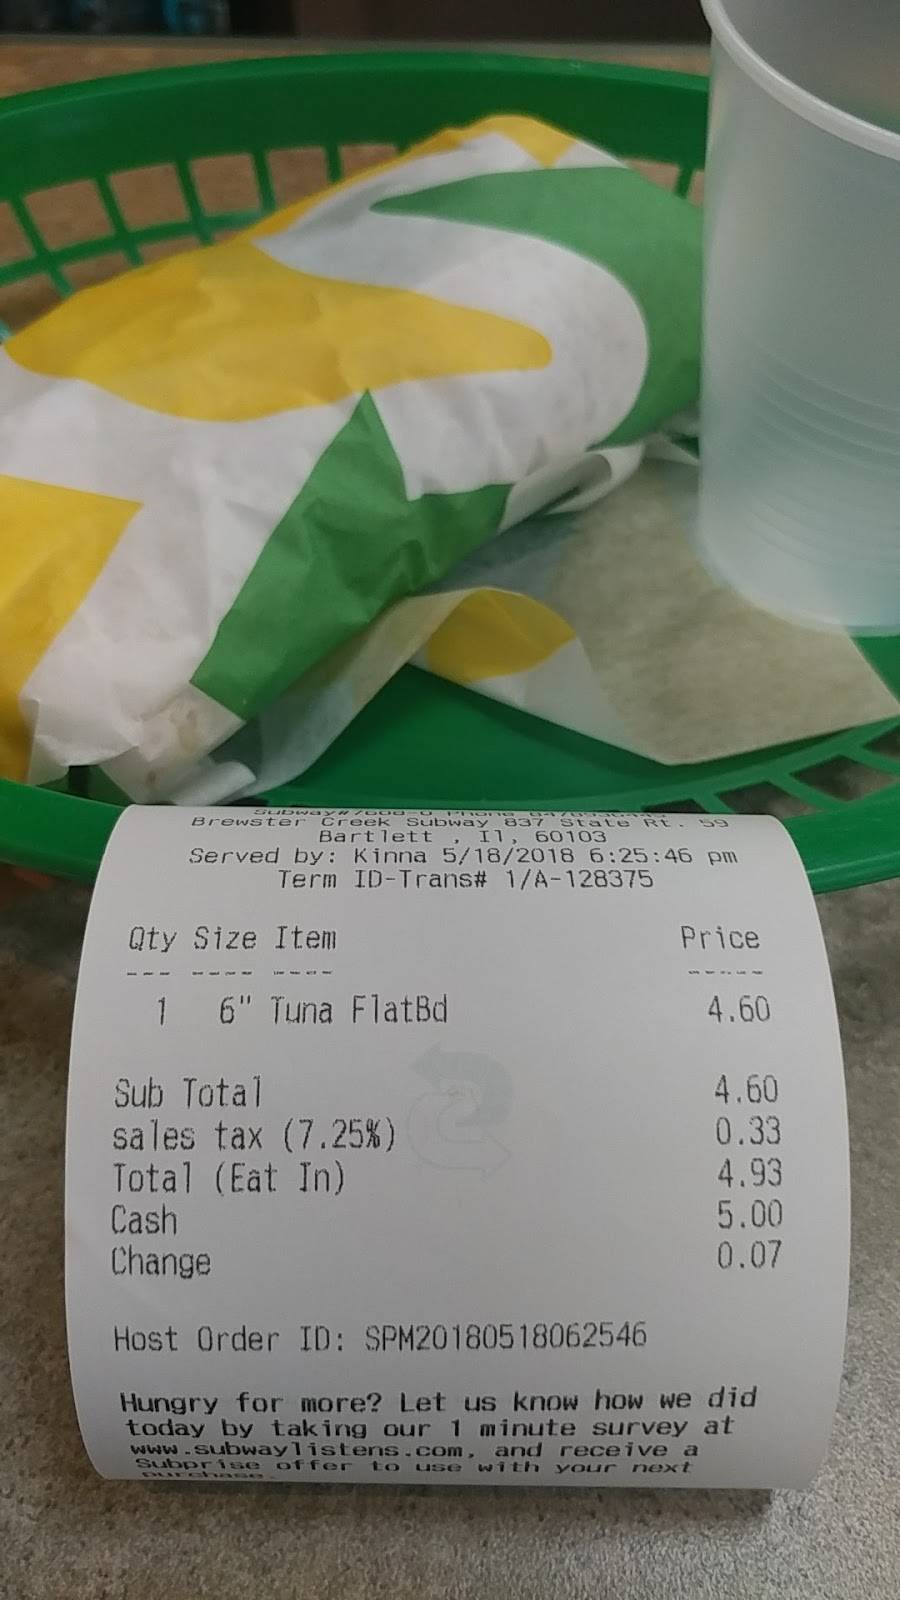 Brewster Creek Subway 837 State Rt. 59
Bartlett , Il, 60103
Served by: Kinna 5/18/2018 6:25:46 pm
Term ID-Trans# 1/A-128375
Qty Size Item Price
--- ---- ---- -----
1 6" Tuna FlatBd 4.60
Sub Total 4.60
sales tax (7.25%) 0.33
Total (Eat In) 4.93
Cash 5.00
Change 0.07
Host Order ID: SPM20180518062546
Hungry for more? Let us know how we did
today by taking our 1 minute survey at
www.subwaylistens.com, and receive a
Subprise offer to use with your next
purchase.